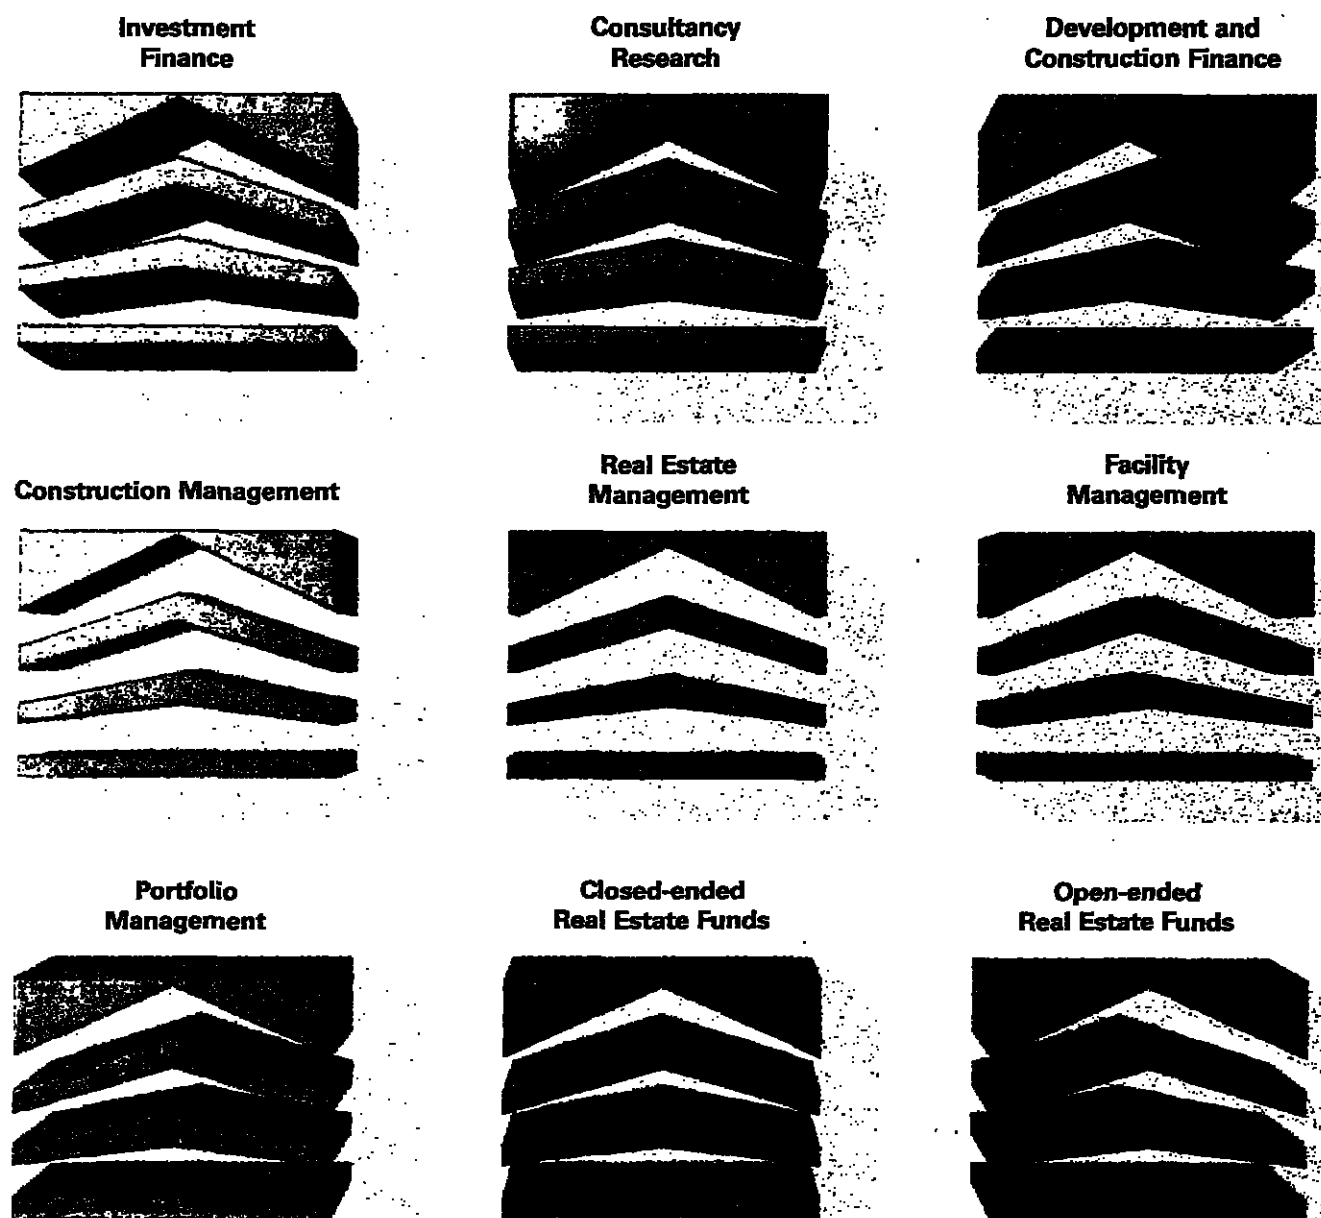 Investment
Finance
Consultancy
Research
Development and
Construction Finance
Construction Management
Real Estate
Management
Facility
Management
Portfolio
Management
Closed-ended
Real Estate Funds
Open-ended
Real Estate Funds